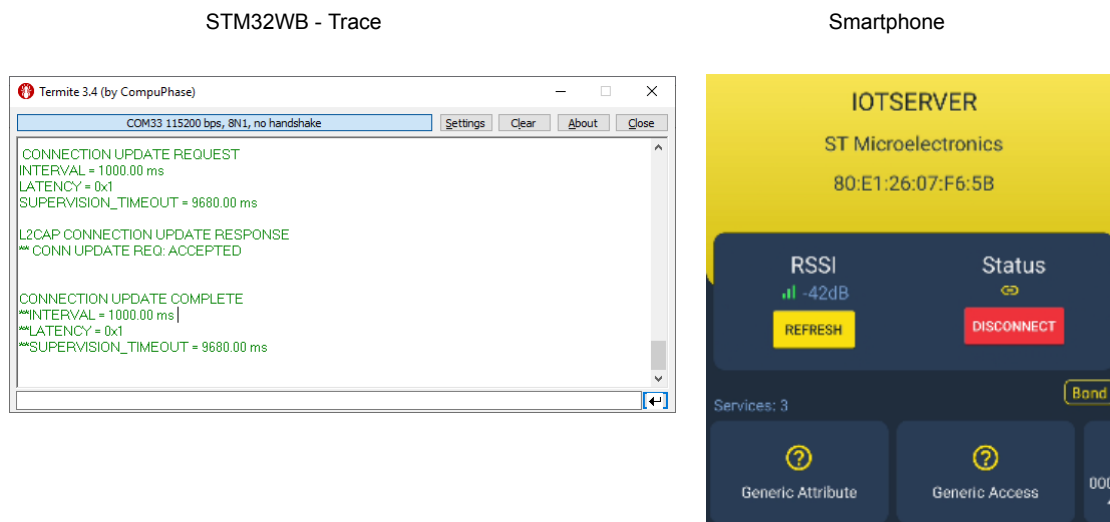 STM32WB - Trace
Smartphone
Termite 3.4 (by CompuPhase)
COM33 115200 bps, 8N1, no handshake
Settings
Clear
About
Close
CONNECTION UPDATE REQUEST
INTERVAL = 1000.00 ms
LATENCY = 0x1
SUPERVISION_TIMEOUT = 9680.00 ms
L2CAP CONNECTION UPDATE RESPONSE
*** CONN UPDATE REQ: ACCEPTED
CONNECTION UPDATE COMPLETE
***INTERVAL = 1000.00 ms
***LATENCY = 0x1
***SUPERVISION_TIMEOUT = 9680.00 ms
IOTSERVER
ST Microelectronics
80:E1:26:07:F6:5B
RSSI
Status
-42dB
REFRESH
DISCONNECT
Services: 3
Bond
Generic Attribute
Generic Access